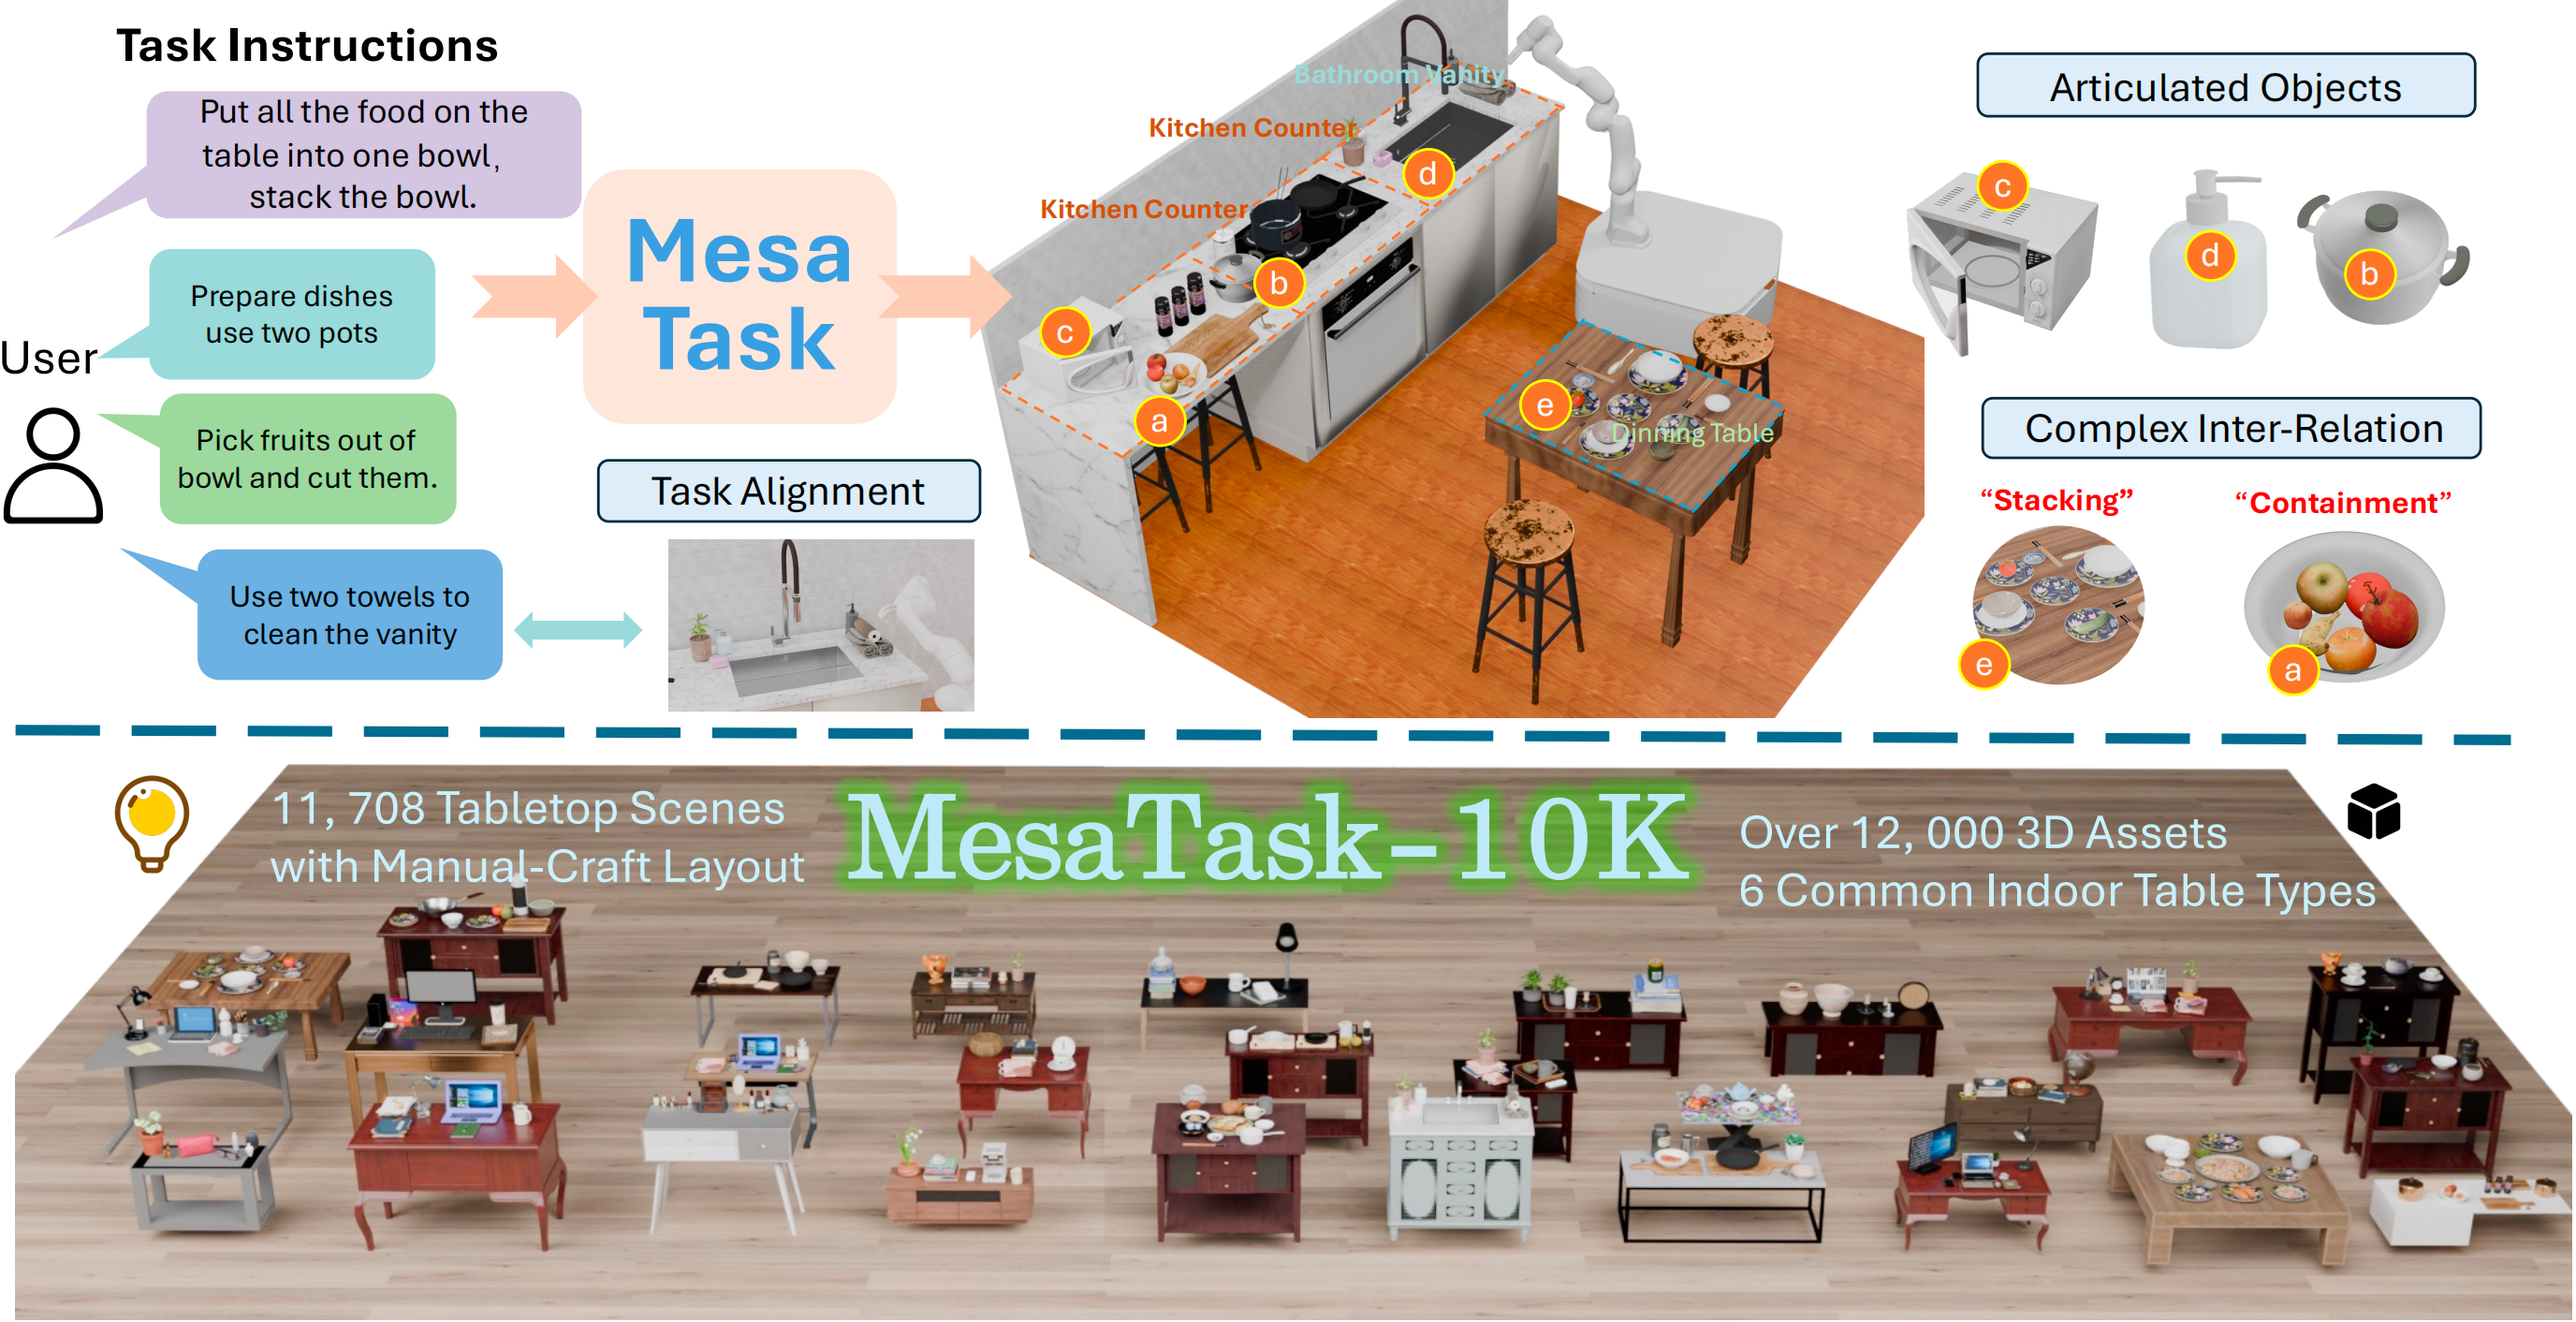 Task Instructions
Put all the food on the
table into one bowl,
stack the bowl.
Prepare dishes
use two pots
User
Pick fruits out of
bowl and cut them.
Use two towels to
clean the vanity
Mesa
Task
Task Alignment
Bathroom Vanity
Kitchen Counter
Kitchen Counter
d
b
c
a
e
Dinning Table
Articulated Objects
c
d
b
Complex Inter-Relation
“Stacking”
“Containment”
e
a
11, 708 Tabletop Scenes
with Manual-Craft Layout
MesaTask-10K
Over 12, 000 3D Assets
6 Common Indoor Table Types